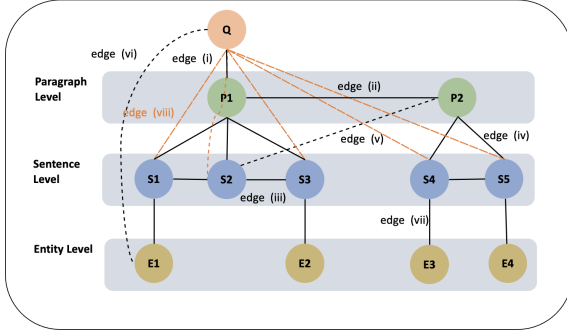 Q
edge (vi)
edge (i)
Paragraph
Level
edge (ii)
P1
P2
edge (viii)
edge (v)
edge (iv)
Sentence
Level
S1
S2
S3
S4
S5
edge (iii)
edge (vii)
Entity Level
E1
E2
E3
E4